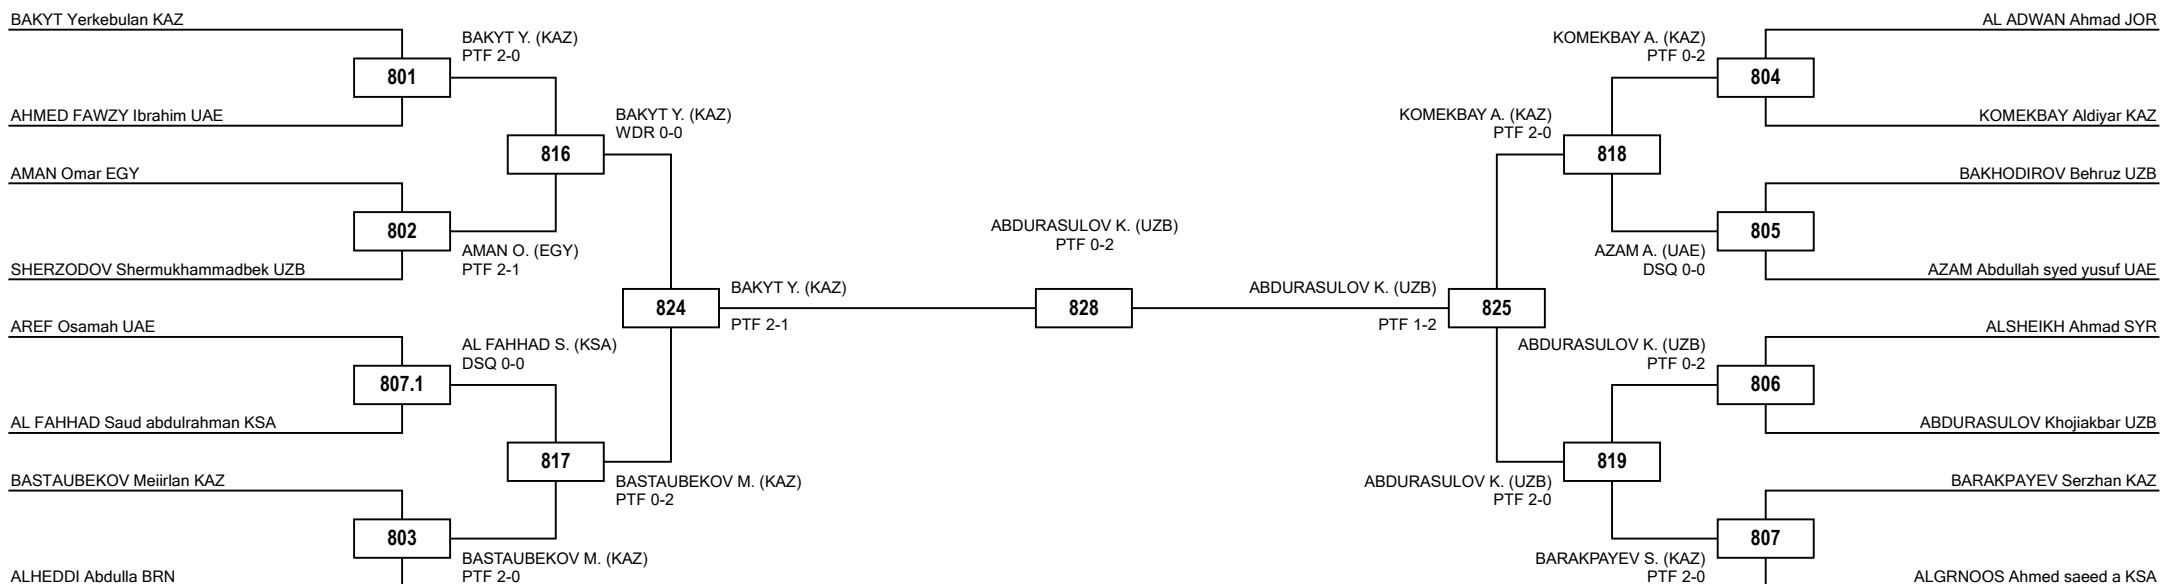 BAKYT Yerkebulan KAZ
AHMED FAWZY Ibrahim UAE
AMAN Omar EGY
SHERZODOV Shermukhammadbek UZB
AREF Osamah UAE
AL FAHHAD Saud abdulrahman KSA
BASTAUBEKOV Meiirlan KAZ
ALHEDDI Abdulla BRN
801
BAKYT Y. (KAZ)
PTF 2-0
802
AMAN O. (EGY)
PTF 2-1
807.1
AL FAHHAD S. (KSA)
DSQ 0-0
803
BASTAUBEKOV M. (KAZ)
PTF 2-0
816
BAKYT Y. (KAZ)
WDR 0-0
817
BASTAUBEKOV M. (KAZ)
PTF 0-2
824
BAKYT Y. (KAZ)
PTF 2-1
ABDURASULOV K. (UZB)
PTF 0-2
828
ABDURASULOV K. (UZB)
PTF 1-2
825
KOMEKBAY A. (KAZ)
PTF 2-0
818
ABDURASULOV K. (UZB)
PTF 2-0
819
KOMEKBAY A. (KAZ)
PTF 0-2
804
AZAM A. (UAE)
DSQ 0-0
805
ABDURASULOV K. (UZB)
PTF 0-2
806
BARAKPAYEV S. (KAZ)
PTF 2-0
807
AL ADWAN Ahmad JOR
KOMEKBAY Aldiyar KAZ
BAKHODIROV Behruz UZB
AZAM Abdullah syed yusuf UAE
ALSHEIKH Ahmad SYR
ABDURASULOV Khojiakbar UZB
BARAKPAYEV Serzhan KAZ
ALGRNOOS Ahmed saeed a KSA